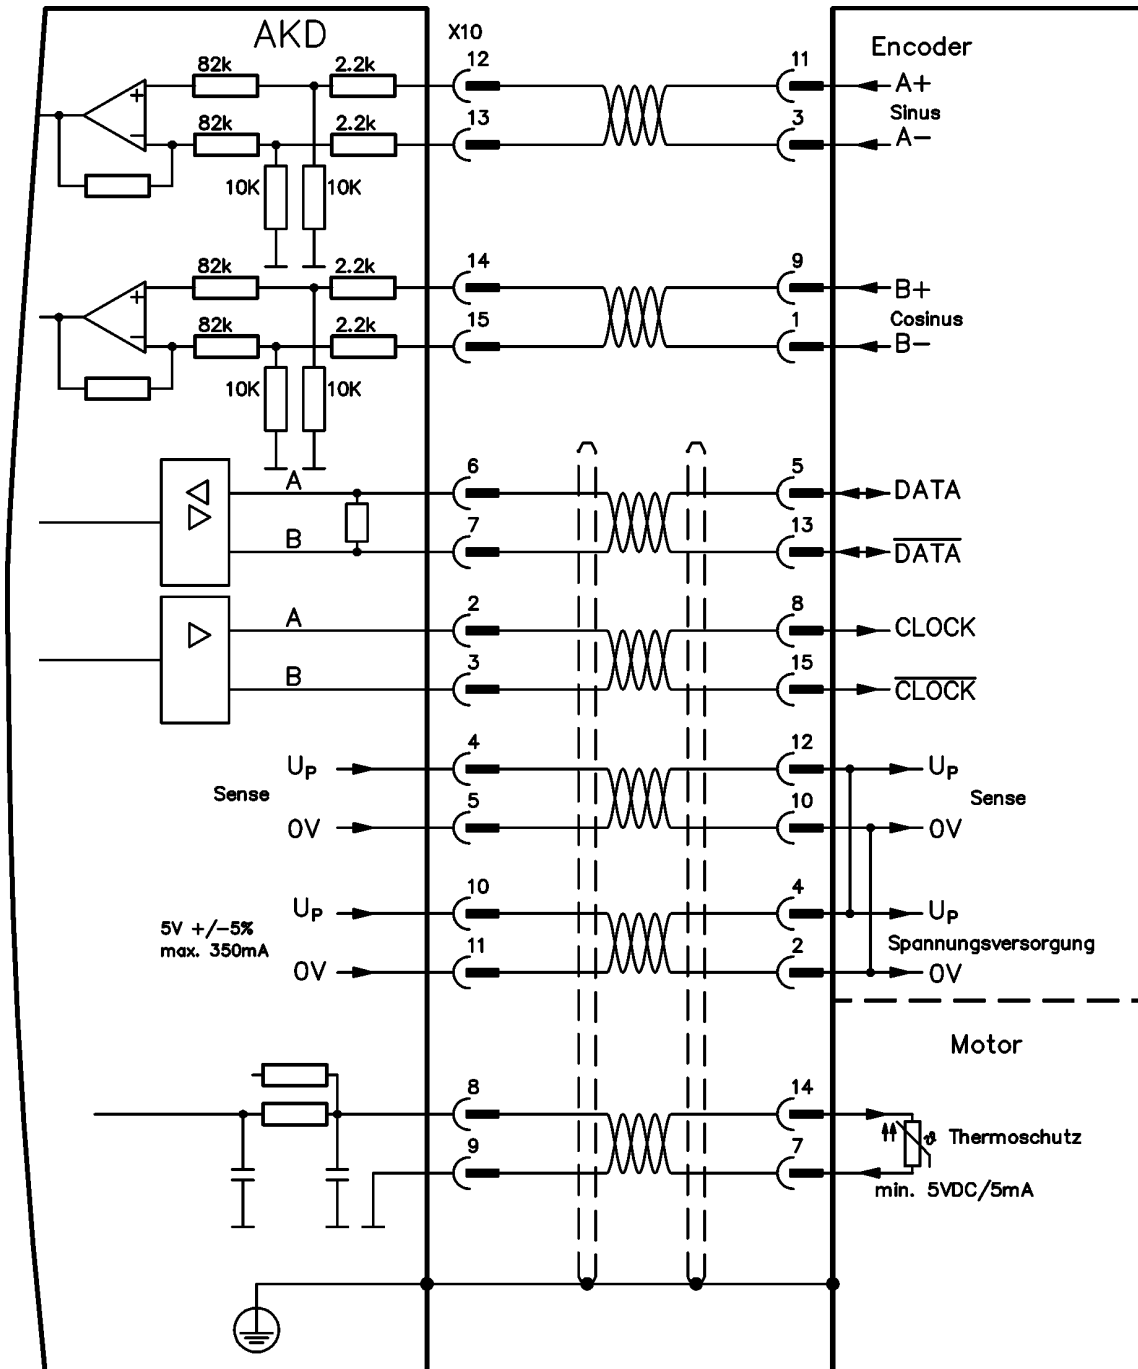 AKD
X10
Encoder
82k 2.2k 12 11 A+
Sinus
82k 2.2k 13 3 A-
10K 10K
82k 2.2k 14 9 B+
Cosinus
82k 2.2k 15 1 B-
10K 10K
A 6 5 DATA
B 7 13 DATA
A 2 8 CLOCK
B 3 15 CLOCK
UP 4 12 UP
Sense Sense
0V 5 10 0V
UP 10 4 UP
5V +/-5%
max. 350mA
Spannungsversorgung
0V 11 2 0V
Motor
8 14
ϑ Thermoschutz
9 7
min. 5VDC/5mA